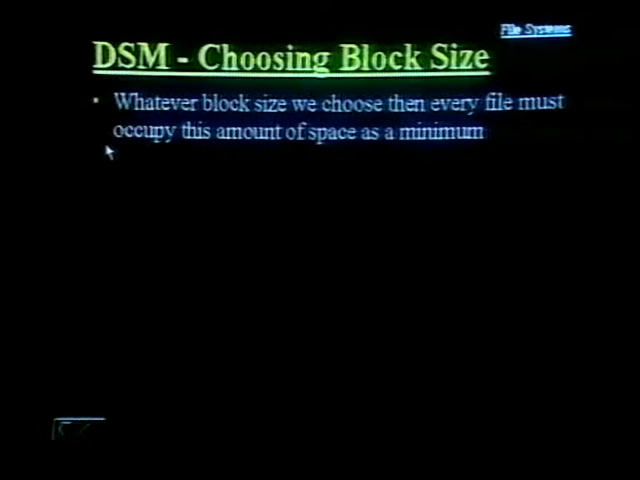 File Systems
DSM - Choosing Block Size
• Whatever block size we choose then every file must
occupy this amount of space as a minimum